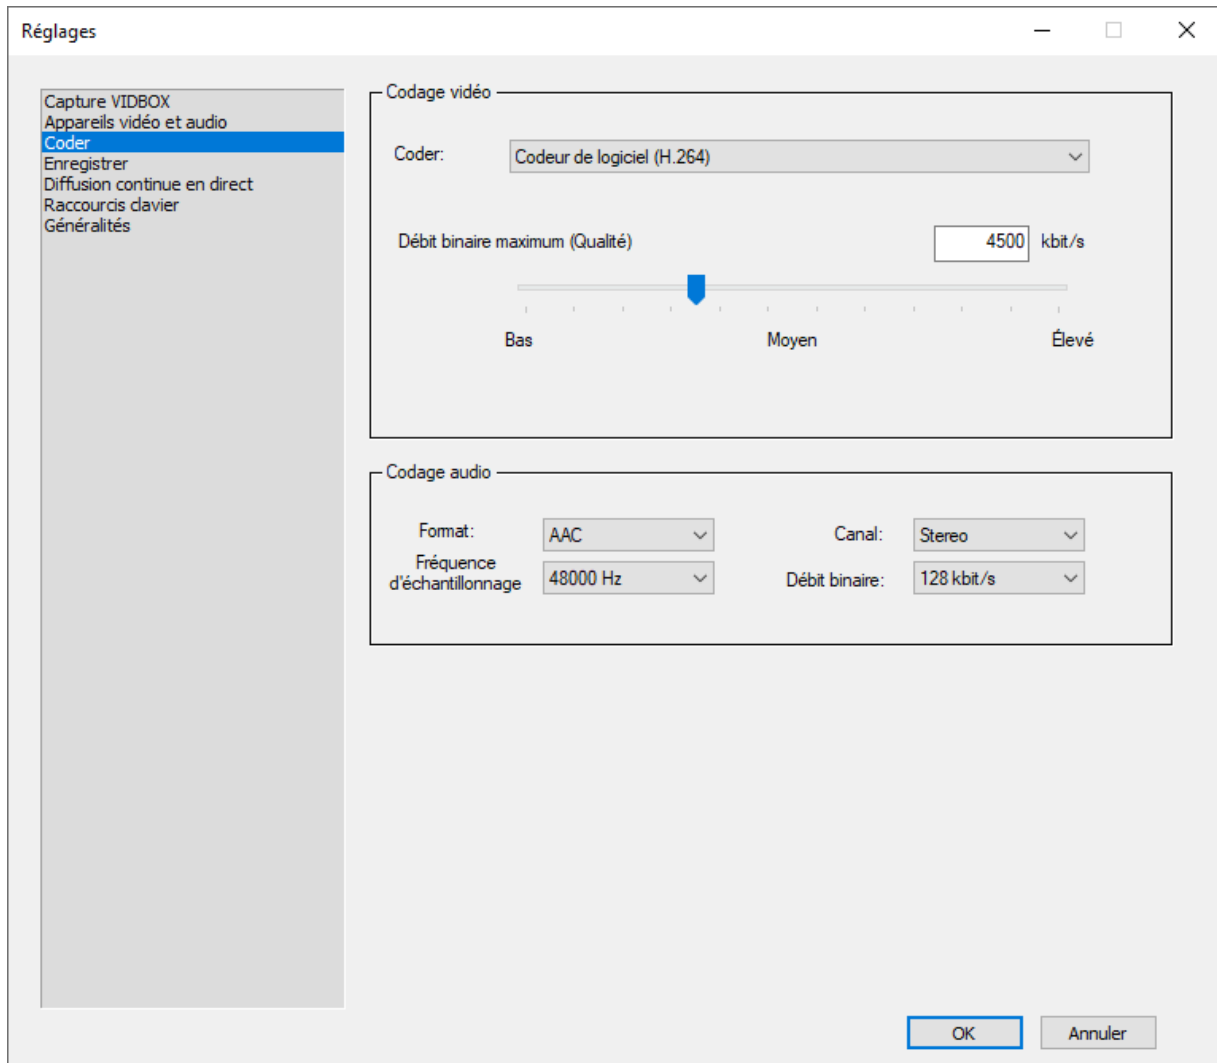 Réglages
Capture VIDBOX
Appareils vidéo et audio
Coder
Enregistrer
Diffusion continue en direct
Raccourcis clavier
Généralités
Codage vidéo
Coder:
Codeur de logiciel (H.264)
Débit binaire maximum (Qualité)
4500 kbit/s
Bas Moyen Élevé
Codage audio
Format: AAC
Canal: Stereo
Fréquence
d'échantillonnage
48000 Hz
Débit binaire: 128 kbit/s
OK
Annuler